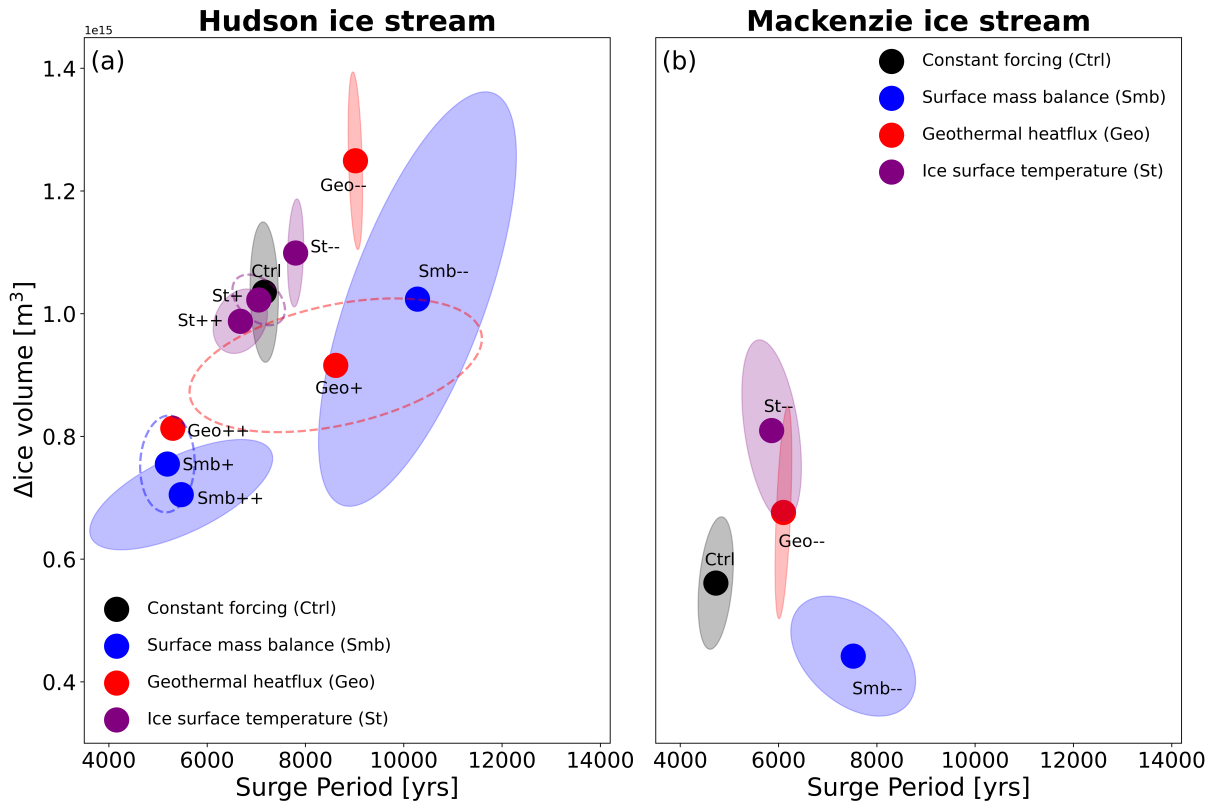 Hudson ice stream
1e15
(a)
1.4
1.2
1.0
0.8
0.6
0.4
Δice volume [m³]
Geo--
St--
Ctrl
Smb--
St+
St++
Geo+
Geo++
Smb+
Smb++
Constant forcing (Ctrl)
Surface mass balance (Smb)
Geothermal heatflux (Geo)
Ice surface temperature (St)
4000 6000 8000 10000 12000 14000
Surge Period [yrs]
Mackenzie ice stream
(b)
Constant forcing (Ctrl)
Surface mass balance (Smb)
Geothermal heatflux (Geo)
Ice surface temperature (St)
St--
Geo--
Ctrl
Smb--
4000 6000 8000 10000 12000 14000
Surge Period [yrs]